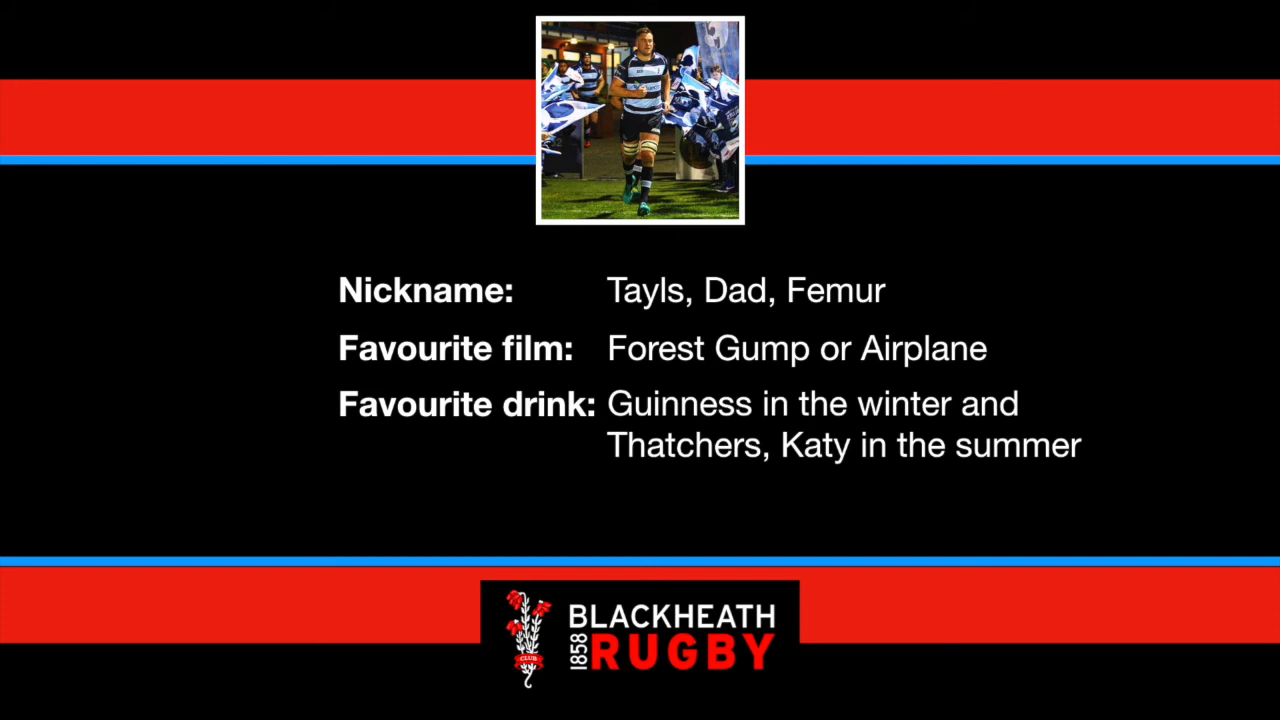 Nickname: Tayls, Dad, Femur
Favourite film: Forest Gump or Airplane
Favourite drink: Guinness in the winter and
Thatchers, Katy in the summer
CLUB
1858
BLACKHEATH
RUGBY